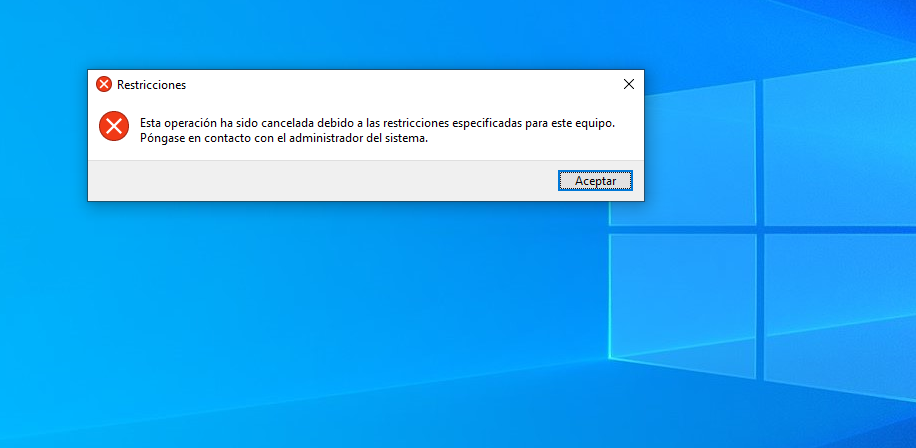 Restricciones
Esta operación ha sido cancelada debido a las restricciones especificadas para este equipo.
Póngase en contacto con el administrador del sistema.
Aceptar